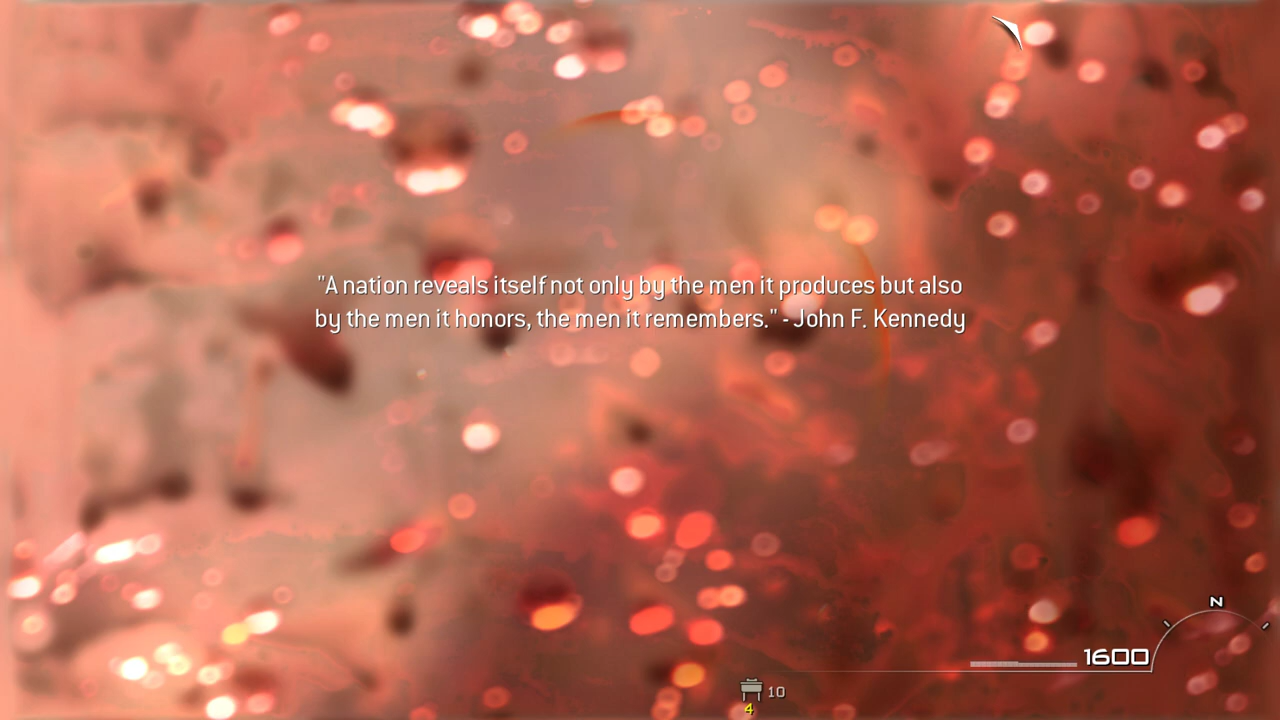 "A nation reveals itself not only by the men it produces but also
by the men it honors, the men it remembers." - John F. Kennedy
N
1600
10
4